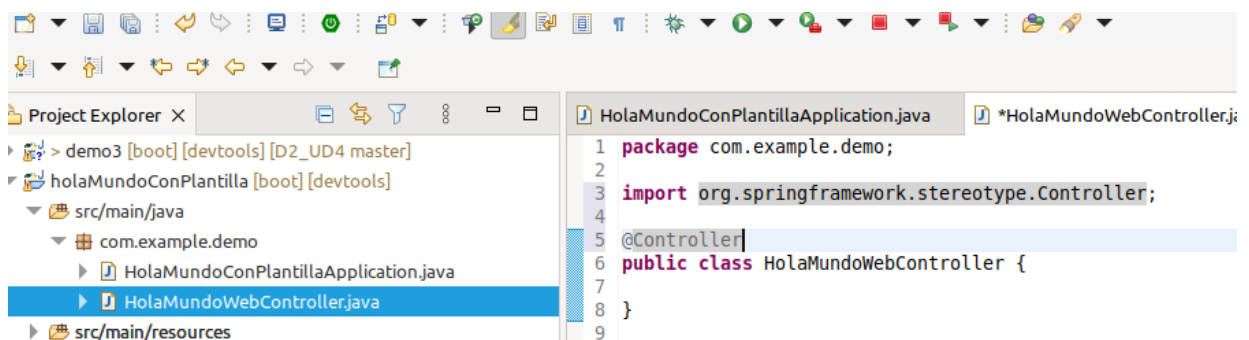 Project Explorer
> demo3 [boot] [devtools] [D2_UD4 master]
holaMundoConPlantilla [boot] [devtools]
src/main/java
com.example.demo
HolaMundoConPlantillaApplication.java
HolaMundoWebController.java
src/main/resources
HolaMundoConPlantillaApplication.java
*HolaMundoWebController.ja
1 package com.example.demo;
2
3 import org.springframework.stereotype.Controller;
4
5 @Controller
6 public class HolaMundoWebController {
7
8 }
9